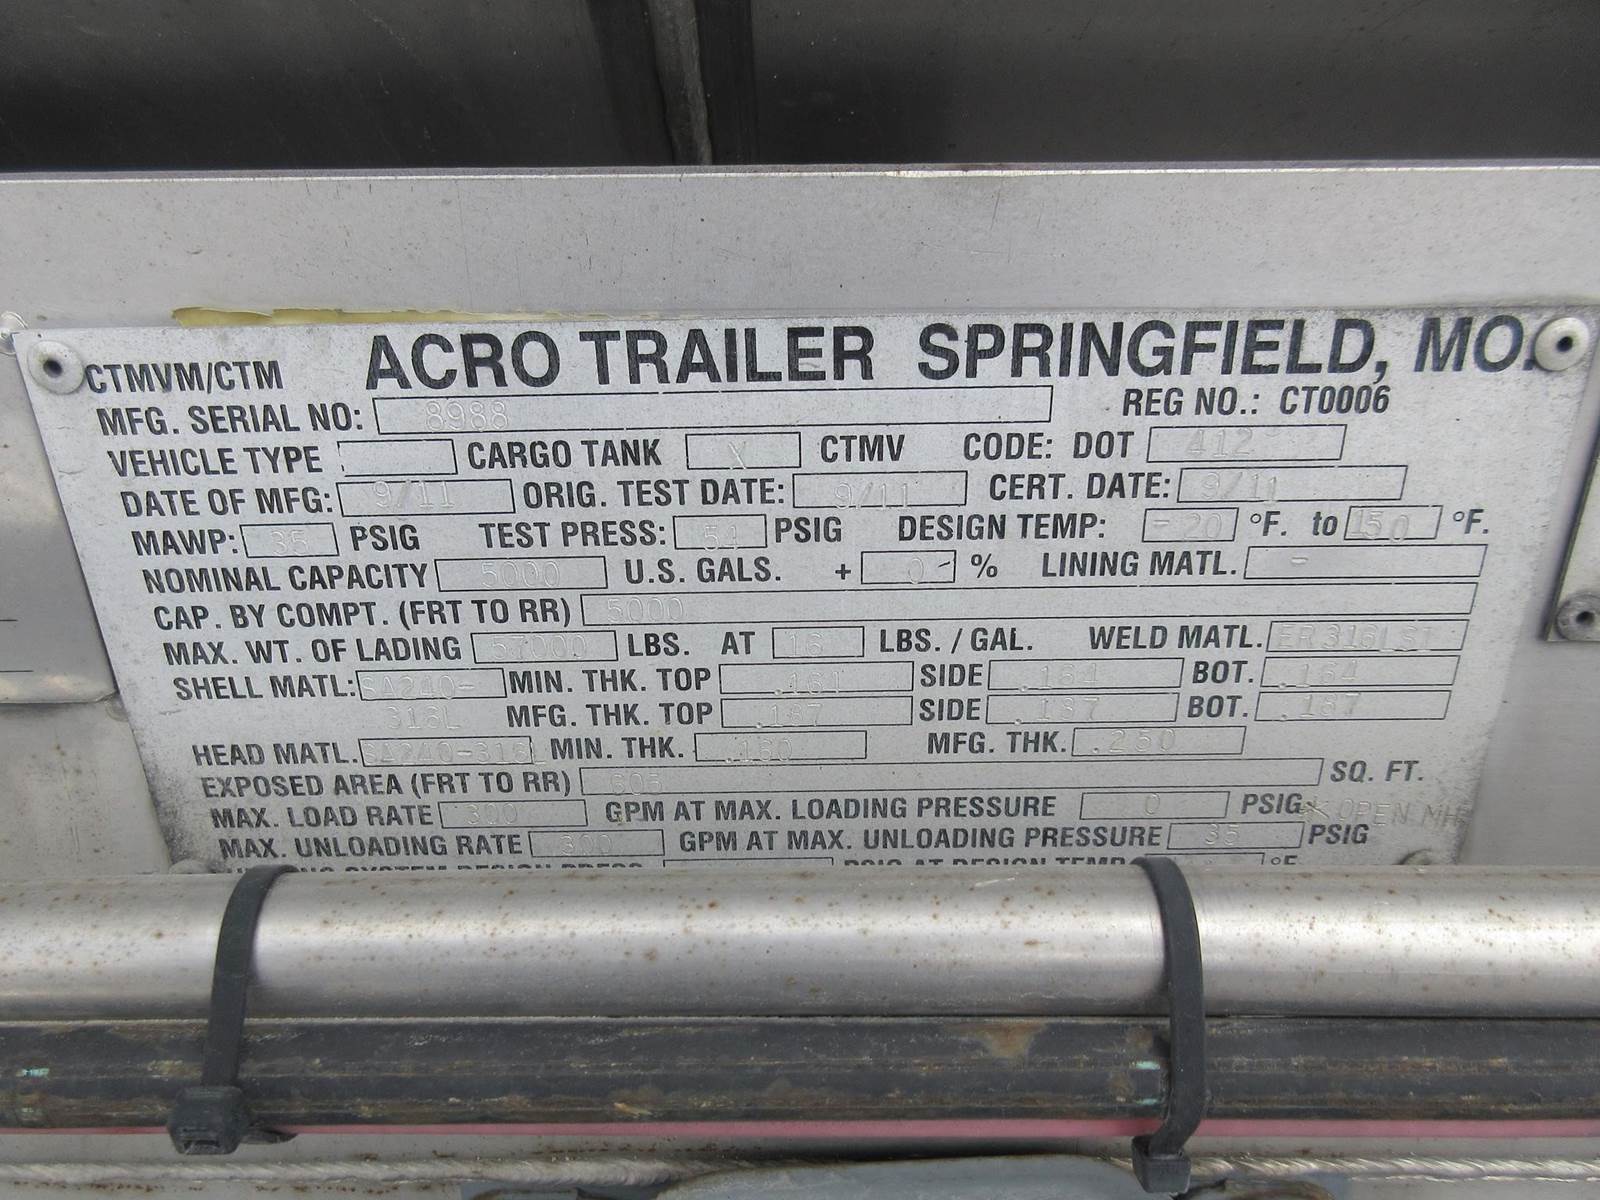 ACRO TRAILER SPRINGFIELD, MO.
CTMVM/CTM
MFG. SERIAL NO: 8988 REG NO.: CT0006
VEHICLE TYPE CARGO TANK X CTMV CODE: DOT 412
DATE OF MFG: 9/11 ORIG. TEST DATE: 9/11 CERT. DATE: 9/11
MAWP: 35 PSIG TEST PRESS: 54 PSIG DESIGN TEMP: -20 °F. to 150 °F.
NOMINAL CAPACITY 5000 U.S. GALS. + 0- % LINING MATL. -
CAP. BY COMPT. (FRT TO RR) 5000
MAX. WT. OF LADING 57000 LBS. AT LBS. / GAL. WELD MATL.
SHELL MATL: SA240- MIN. THK. TOP SIDE .164 BOT. .164
316L MFG. THK. TOP .187 SIDE .187 BOT. .187
HEAD MATL. SA240-316L MIN. THK. MFG. THK. .250
EXPOSED AREA (FRT TO RR) SQ. FT.
MAX. LOAD RATE 300 GPM AT MAX. LOADING PRESSURE 0 PSIG * OPEN MH
MAX. UNLOADING RATE 300 GPM AT MAX. UNLOADING PRESSURE 35 PSIG